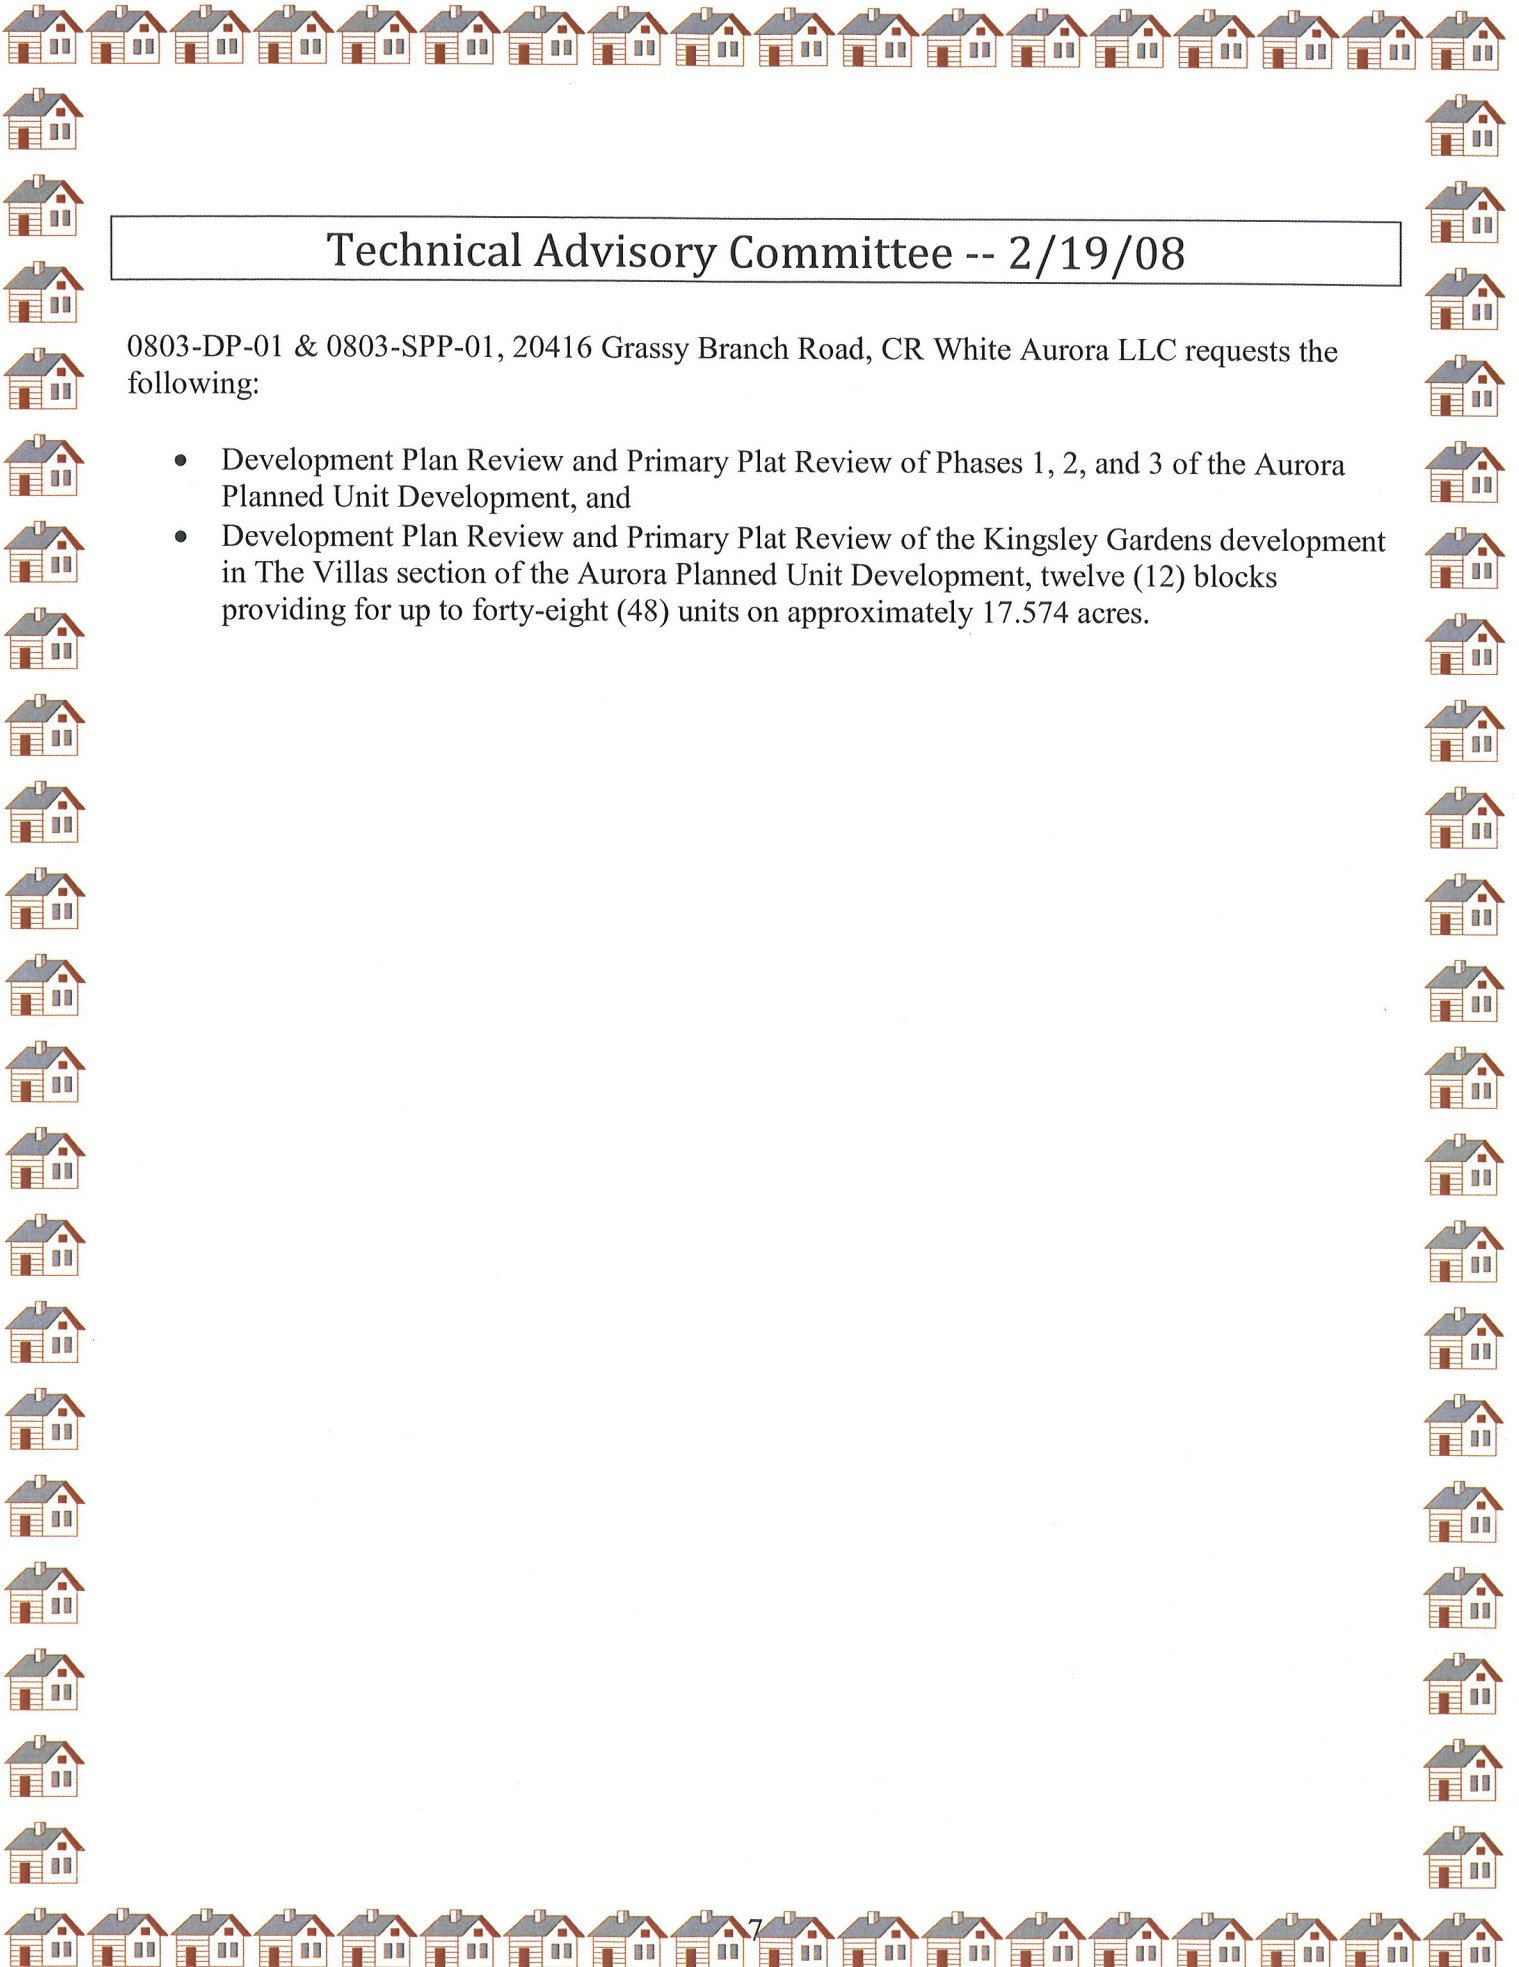 Technical Advisory Committee -- 2/19/08
0803-DP-01 & 0803-SPP-01, 20416 Grassy Branch Road, CR White Aurora LLC requests the
following:
• Development Plan Review and Primary Plat Review of Phases 1, 2, and 3 of the Aurora
Planned Unit Development, and
• Development Plan Review and Primary Plat Review of the Kingsley Gardens development
in The Villas section of the Aurora Planned Unit Development, twelve (12) blocks
providing for up to forty-eight (48) units on approximately 17.574 acres.
7